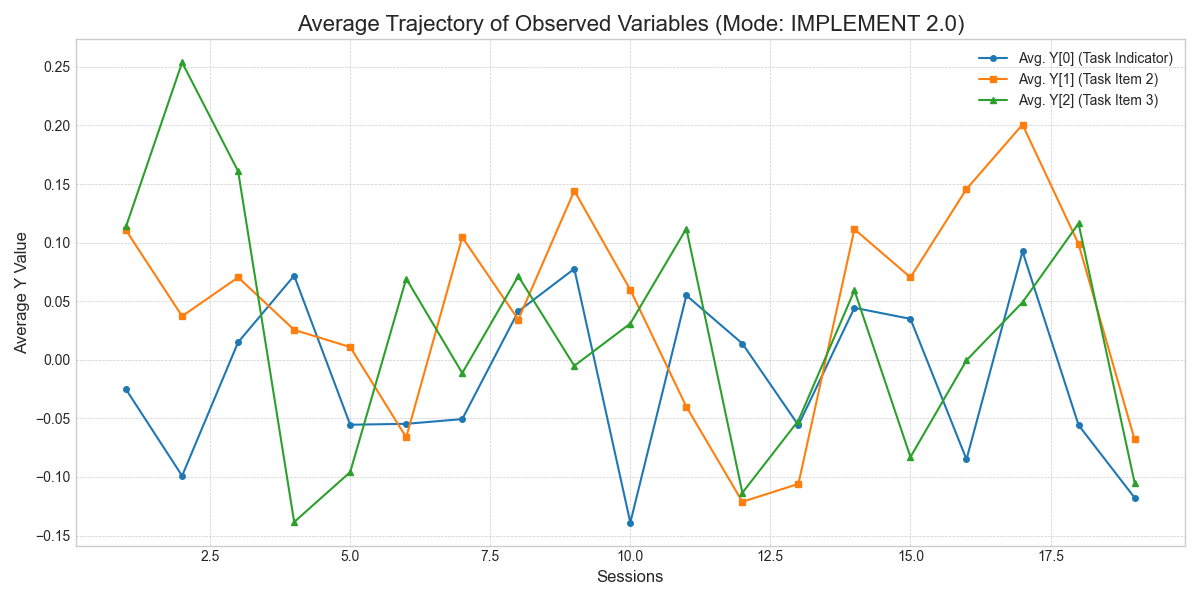 Average Trajectory of Observed Variables (Mode: IMPLEMENT 2.0)
Avg. Y[0] (Task Indicator)
Avg. Y[1] (Task Item 2)
Avg. Y[2] (Task Item 3)
Average Y Value
0.25
0.20
0.15
0.10
0.05
0.00
−0.05
−0.10
−0.15
2.5 5.0 7.5 10.0 12.5 15.0 17.5
Sessions